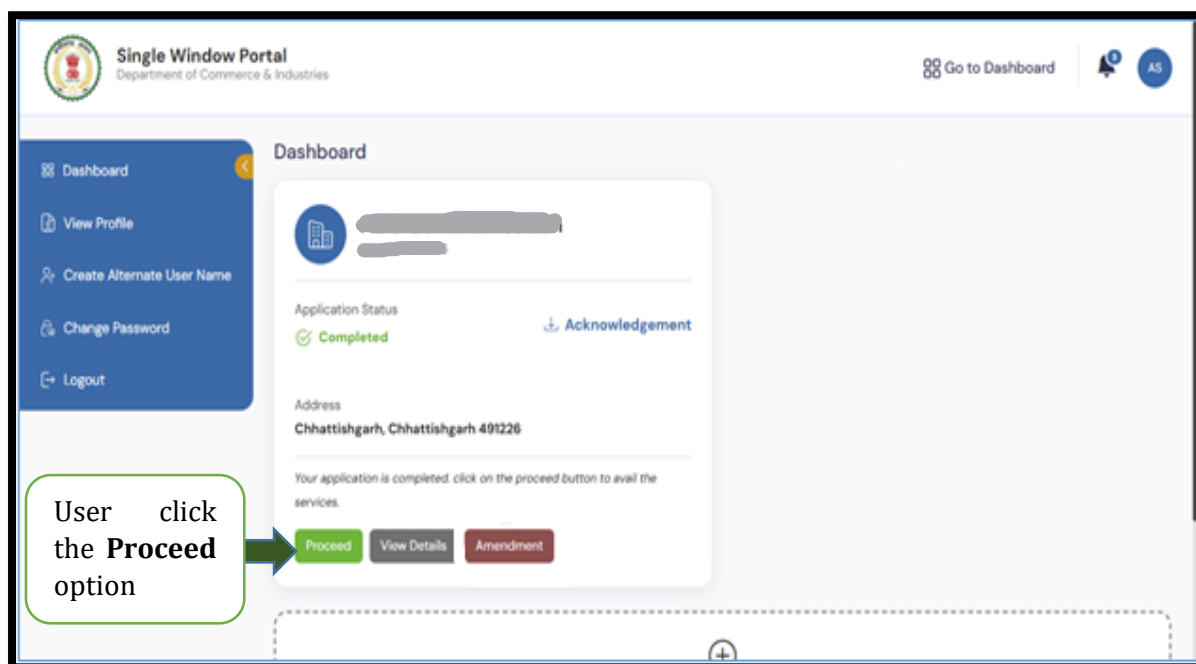 Single Window Portal
Department of Commerce & Industries
Go to Dashboard
3
AS
Dashboard
View Profile
Create Alternate User Name
Change Password
Logout
Dashboard
Application Status
Completed
Acknowledgement
Address
Chhattishgarh, Chhattishgarh 491226
Your application is completed. click on the proceed button to avail the
services.
Proceed
View Details
Amendment
User click
the Proceed
option